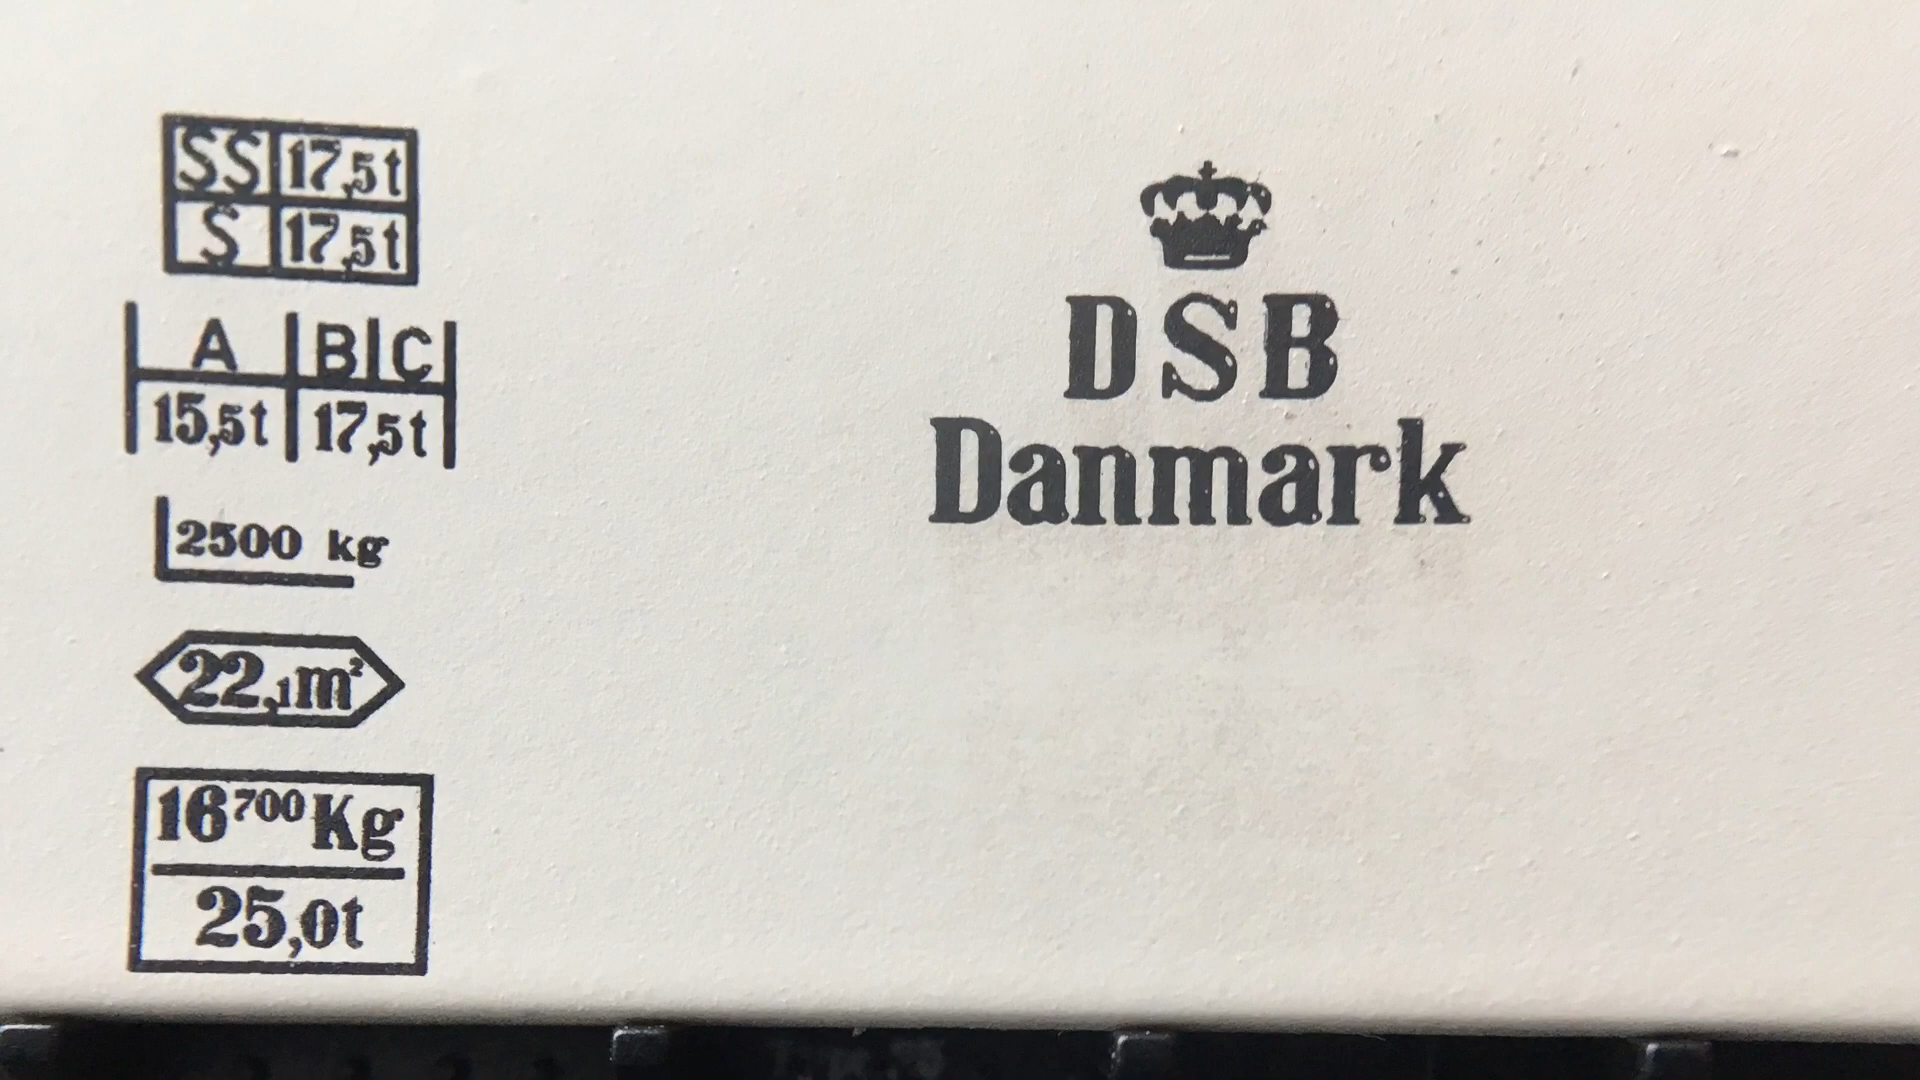 SS 17,5t
S 17,5t
A B C
15,5t 17,5t
2500 kg
22,1m²
16⁷⁰⁰Kg
25,0t
DSB
Danmark